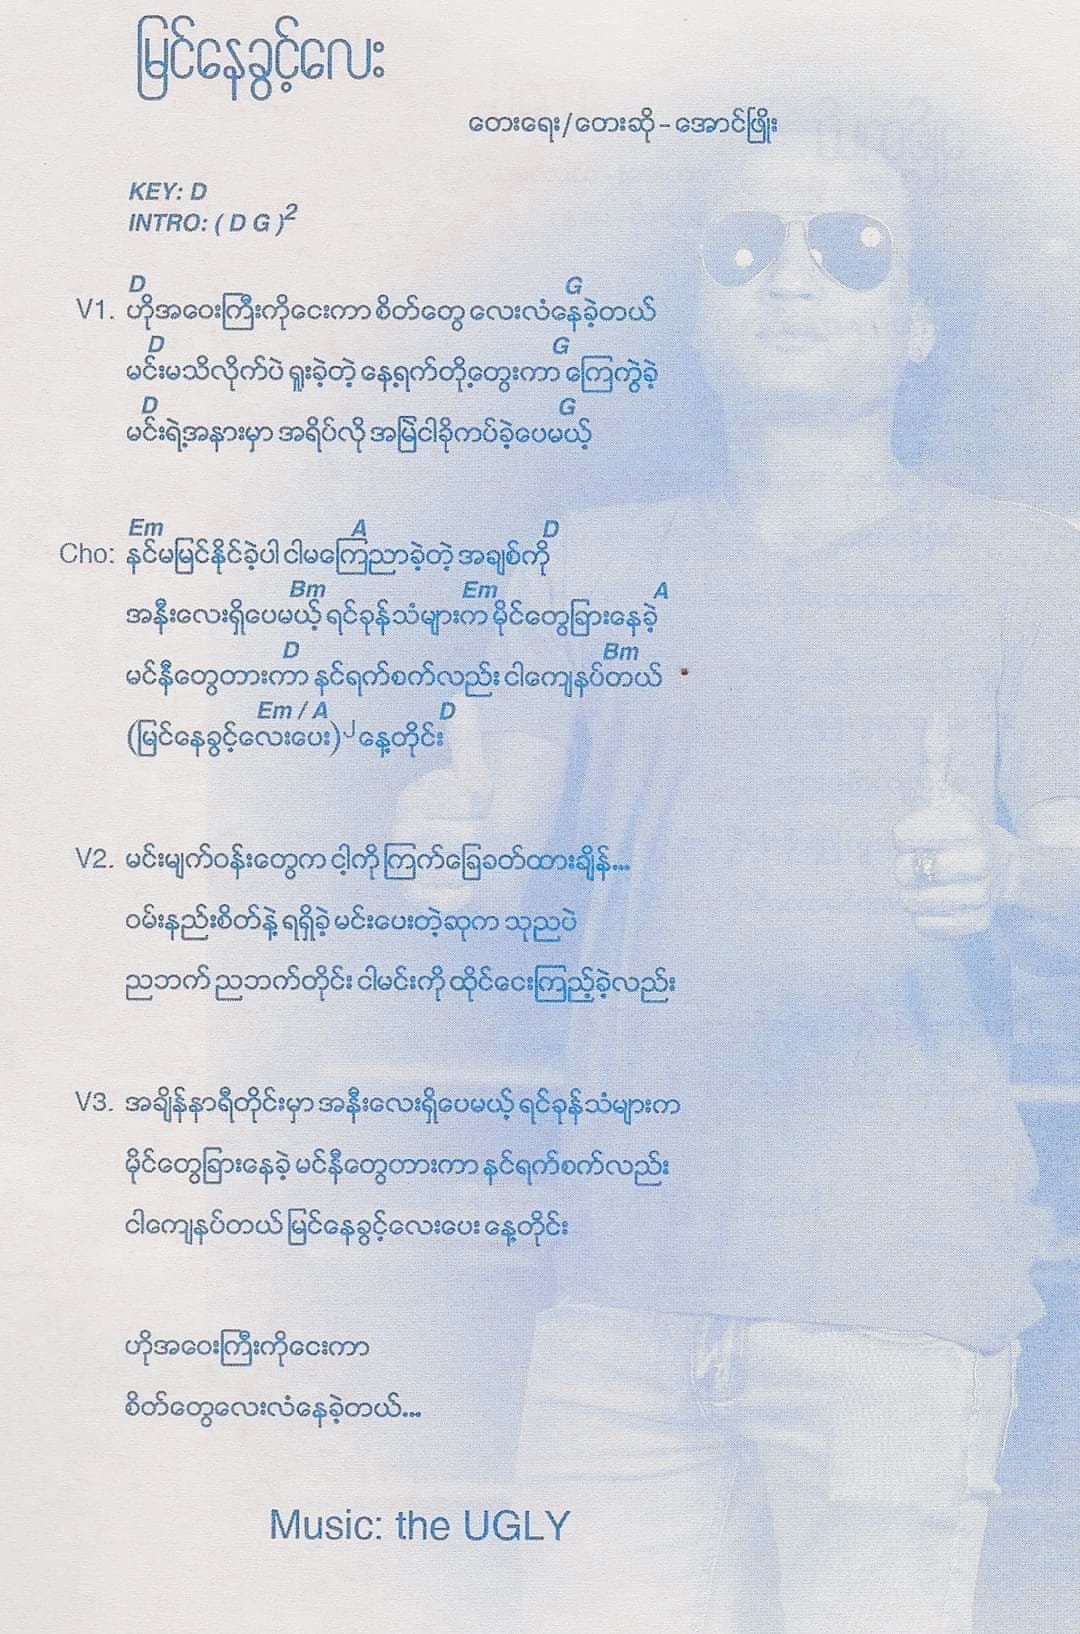 မြင်နေခွင့်လေး
တေးရေး/တေးဆို - အောင်ဖြိုး
KEY: D
INTRO: ( D G )2
D G
V1. ဟိုအဝေးကြီးကိုငေးကာ စိတ်တွေ လေးလံနေခဲ့တယ်
D G
မင်းမသိလိုက်ပဲ ရူးခဲ့တဲ့ နေ့ရက်တို့တွေးကာ ကြေကွဲခဲ့
D G
မင်းရဲ့အနားမှာ အရိပ်လို အမြဲငါခိုကပ်ခဲ့ပေမယ့်
Em A D
Cho: နင်မမြင်နိုင်ခဲ့ပါ ငါမကြေညာခဲ့တဲ့ အချစ်ကို
Bm Em A
အနီးလေးရှိပေမယ့် ရင်ခုန်သံများက မိုင်တွေခြားနေခဲ့
D Bm
မင်နီတွေတားကာ နင်ရက်စက်လည်း ငါကျေနပ်တယ်
Em / A D
(မြင်နေခွင့်လေးပေး)၂ နေ့တိုင်း
V2. မင်းမျက်ဝန်းတွေက ငါ့ကို ကြက်ခြေခတ်ထားချိန်...
ဝမ်းနည်းစိတ်နဲ့ ရရှိခဲ့ မင်းပေးတဲ့ဆုက သုညပဲ
ညဘက် ညဘက်တိုင်း ငါမင်းကို ထိုင်ငေးကြည့်ခဲ့လည်း
V3. အချိန်နာရီတိုင်းမှာ အနီးလေးရှိပေမယ့် ရင်ခုန်သံများက
မိုင်တွေခြားနေခဲ့ မင်နီတွေတားကာ နင်ရက်စက်လည်း
ငါကျေနပ်တယ် မြင်နေခွင့်လေးပေး နေ့တိုင်း
ဟိုအဝေးကြီးကိုငေးကာ
စိတ်တွေလေးလံနေခဲ့တယ်...
Music: the UGLY